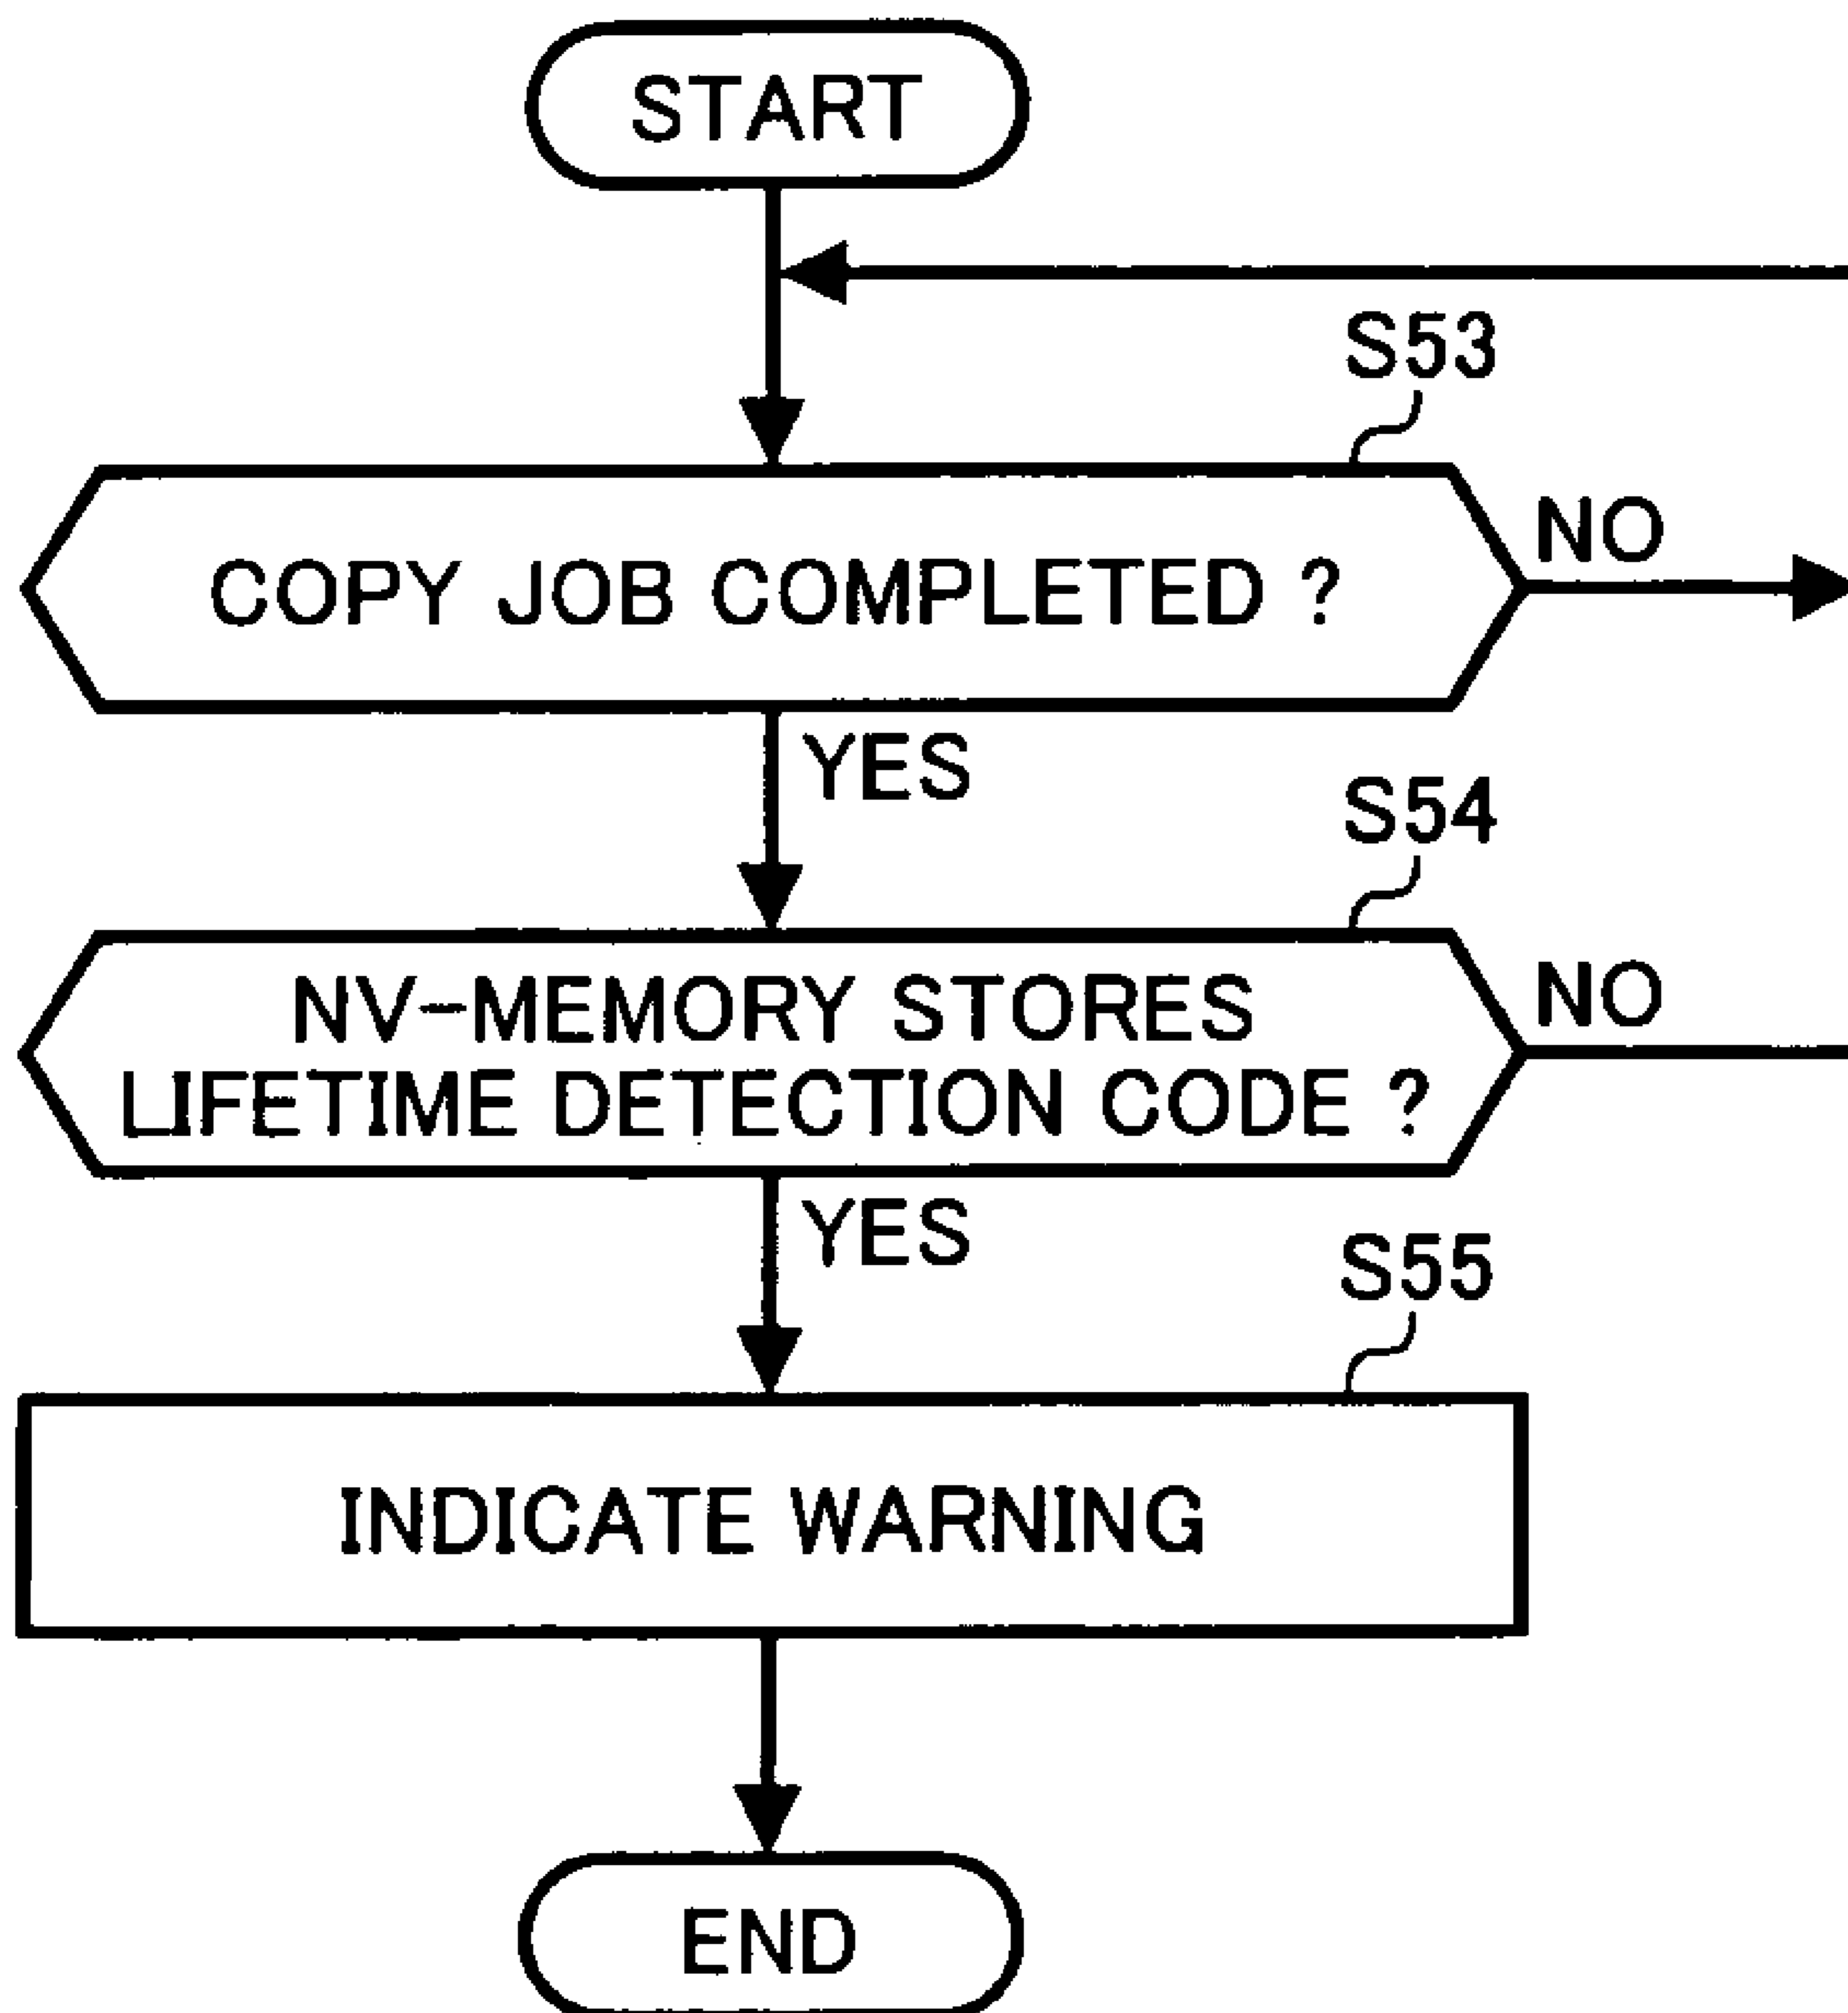 START
S53
COPY JOB COMPLETED ?
NO
YES
S54
NV-MEMORY STORES
LIFETIME DETECTION CODE ?
NO
YES
S55
INDICATE WARNING
END